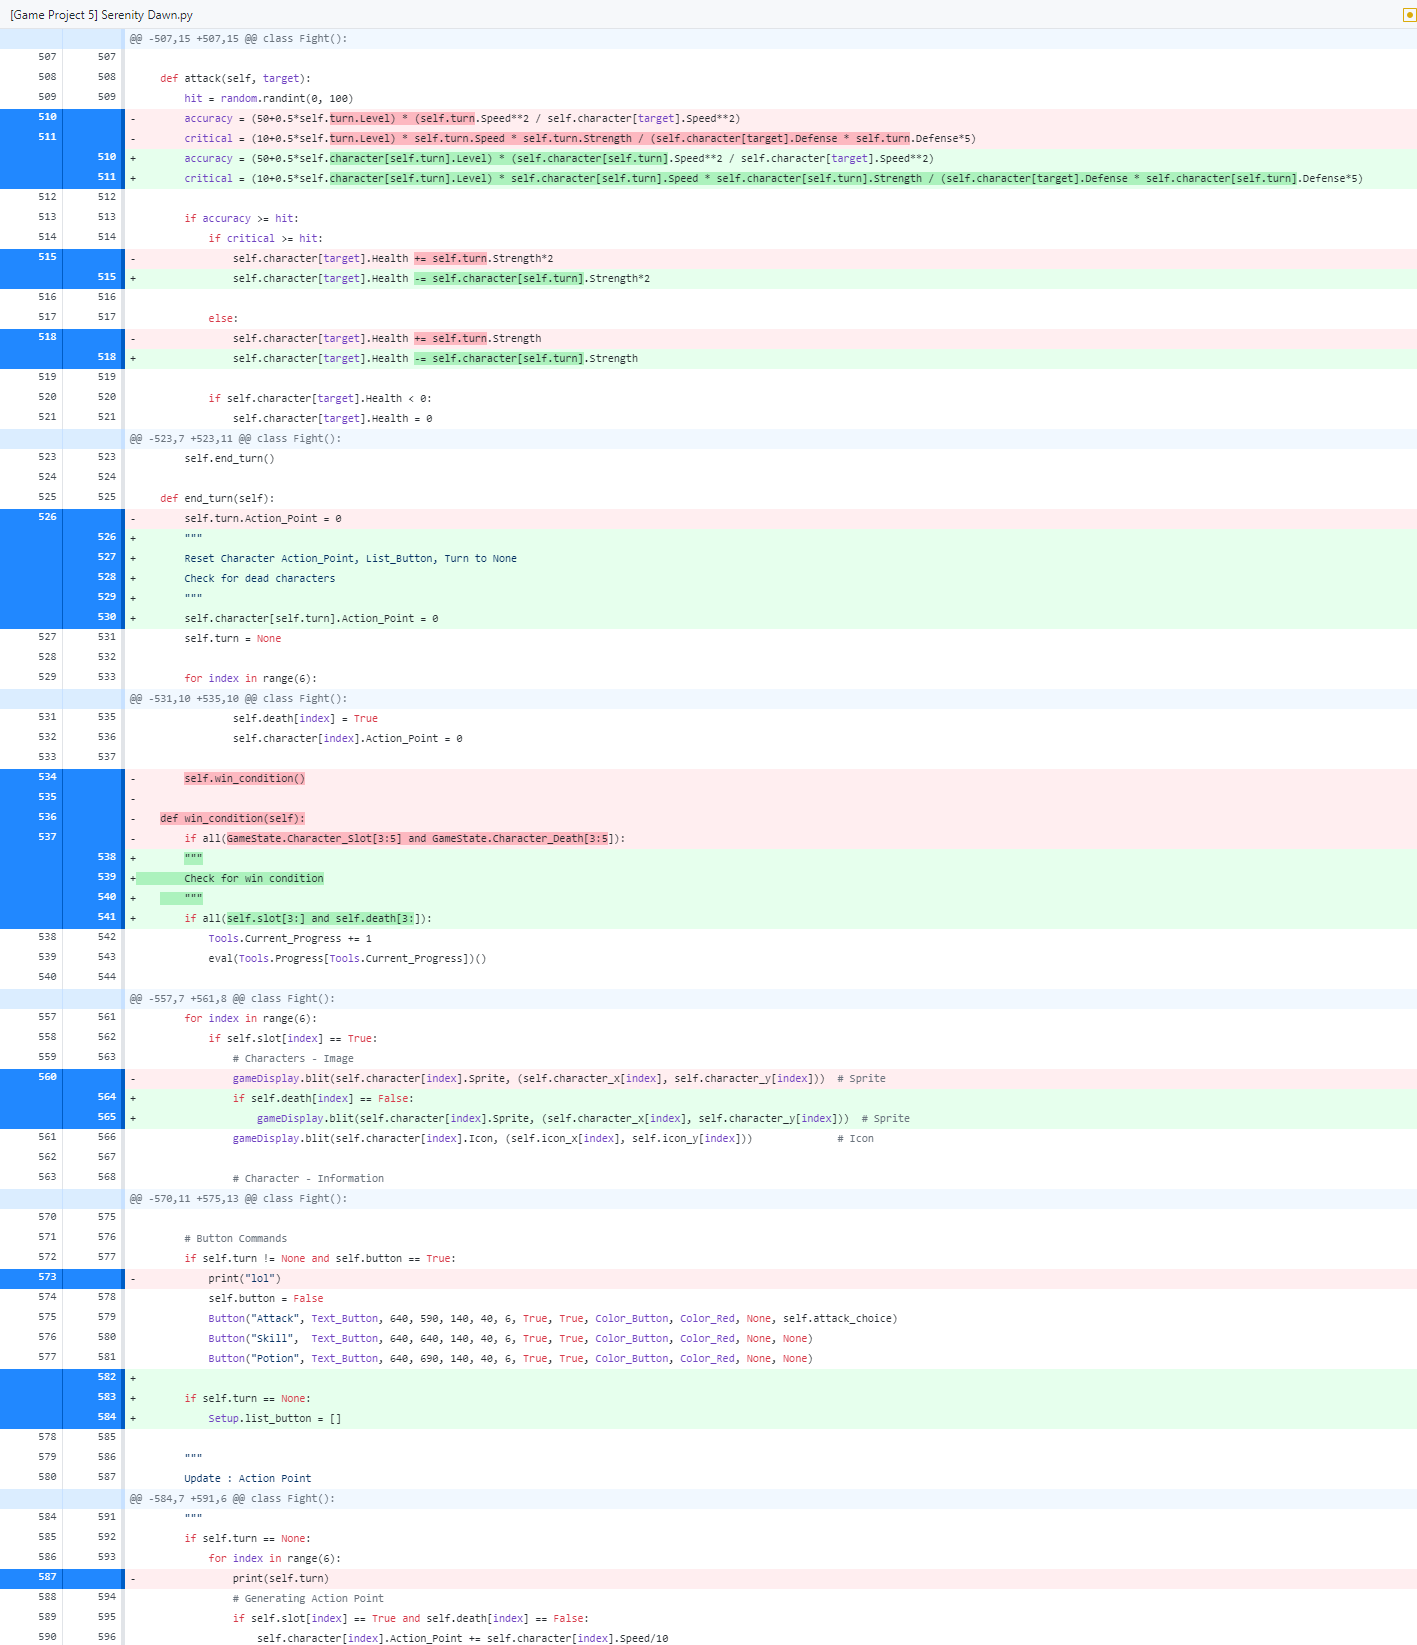 [Game Project 5] Serenity Dawn.py
@@ -507,15 +507,15 @@ class Fight():
507 507
508 508 def attack(self, target):
509 509 hit = random.randint(0, 100)
510 - accuracy = (50+0.5*self.turn.Level) * (self.turn.Speed**2 / self.character[target].Speed**2)
511 - critical = (10+0.5*self.turn.Level) * self.turn.Speed * self.turn.Strength / (self.character[target].Defense * self.turn.Defense*5)
510 + accuracy = (50+0.5*self.character[self.turn].Level) * (self.character[self.turn].Speed**2 / self.character[target].Speed**2)
511 + critical = (10+0.5*self.character[self.turn].Level) * self.character[self.turn].Speed * self.character[self.turn].Strength / (self.character[target].Defense * self.character[self.turn].Defense*5)
512 512
513 513 if accuracy >= hit:
514 514 if critical >= hit:
515 - self.character[target].Health += self.turn.Strength*2
515 + self.character[target].Health -= self.character[self.turn].Strength*2
516 516
517 517 else:
518 - self.character[target].Health += self.turn.Strength
518 + self.character[target].Health -= self.character[self.turn].Strength
519 519
520 520 if self.character[target].Health < 0:
521 521 self.character[target].Health = 0
@@ -523,7 +523,11 @@ class Fight():
523 523 self.end_turn()
524 524
525 525 def end_turn(self):
526 - self.turn.Action_Point = 0
526 + """
527 + Reset Character Action_Point, List_Button, Turn to None
528 + Check for dead characters
529 + """
530 + self.character[self.turn].Action_Point = 0
527 531 self.turn = None
528 532
529 533 for index in range(6):
@@ -531,10 +535,10 @@ class Fight():
531 535 self.death[index] = True
532 536 self.character[index].Action_Point = 0
533 537
534 - self.win_condition()
535 -
536 - def win_condition(self):
537 - if all(GameState.Character_Slot[3:5] and GameState.Character_Death[3:5]):
538 + """
539 + Check for win condition
540 + """
541 + if all(self.slot[3:] and self.death[3:]):
538 542 Tools.Current_Progress += 1
539 543 eval(Tools.Progress[Tools.Current_Progress])()
540 544
@@ -557,7 +561,8 @@ class Fight():
557 561 for index in range(6):
558 562 if self.slot[index] == True:
559 563 # Characters - Image
560 - gameDisplay.blit(self.character[index].Sprite, (self.character_x[index], self.character_y[index])) # Sprite
564 + if self.death[index] == False:
565 + gameDisplay.blit(self.character[index].Sprite, (self.character_x[index], self.character_y[index])) # Sprite
561 566 gameDisplay.blit(self.character[index].Icon, (self.icon_x[index], self.icon_y[index])) # Icon
562 567
563 568 # Character - Information
@@ -570,11 +575,13 @@ class Fight():
570 575
571 576 # Button Commands
572 577 if self.turn != None and self.button == True:
573 - print("lol")
574 578 self.button = False
575 579 Button("Attack", Text_Button, 640, 590, 140, 40, 6, True, True, Color_Button, Color_Red, None, self.attack_choice)
576 580 Button("Skill", Text_Button, 640, 640, 140, 40, 6, True, True, Color_Button, Color_Red, None, None)
577 581 Button("Potion", Text_Button, 640, 690, 140, 40, 6, True, True, Color_Button, Color_Red, None, None)
582 +
583 + if self.turn == None:
584 + Setup.list_button = []
578 585
579 586 """
580 587 Update : Action Point
@@ -584,7 +591,6 @@ class Fight():
584 591 """
585 592 if self.turn == None:
586 593 for index in range(6):
587 - print(self.turn)
588 594 # Generating Action Point
589 595 if self.slot[index] == True and self.death[index] == False:
590 596 self.character[index].Action_Point += self.character[index].Speed/10